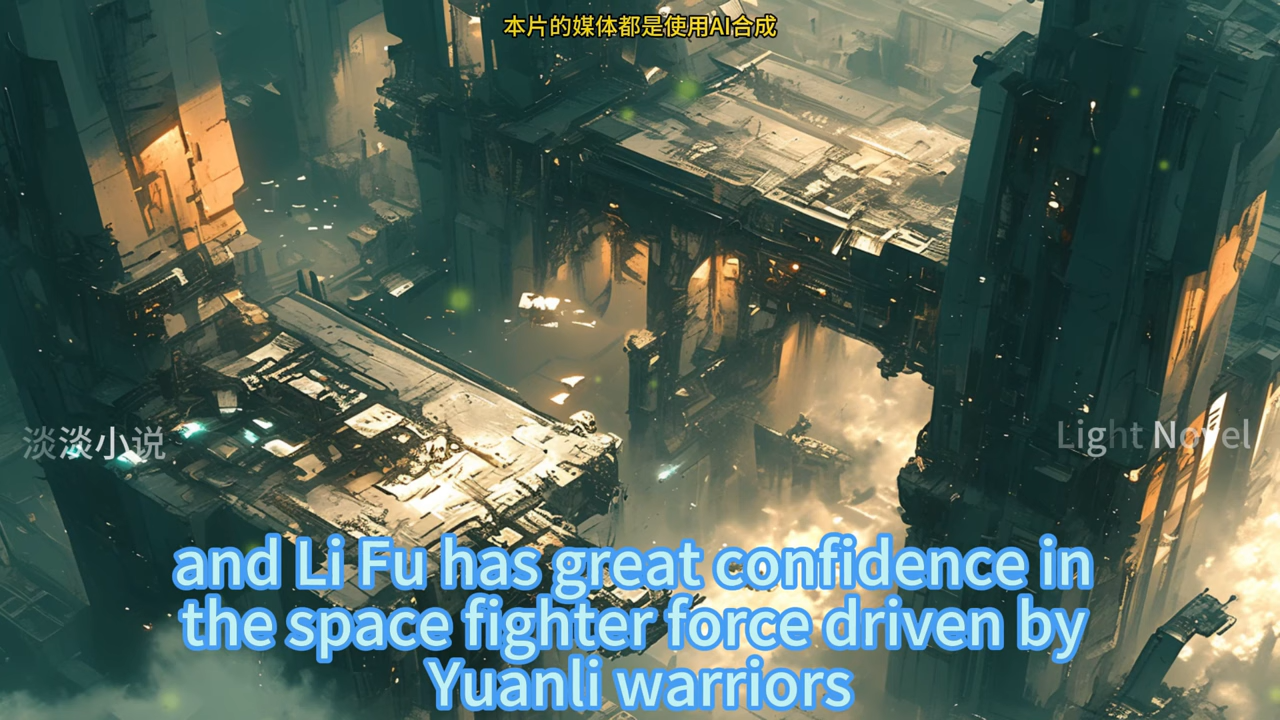 本片的媒体都是使用AI合成
淡淡小说
Light Novel
and Li Fu has great confidence in
the space fighter force driven by
Yuanli warriors